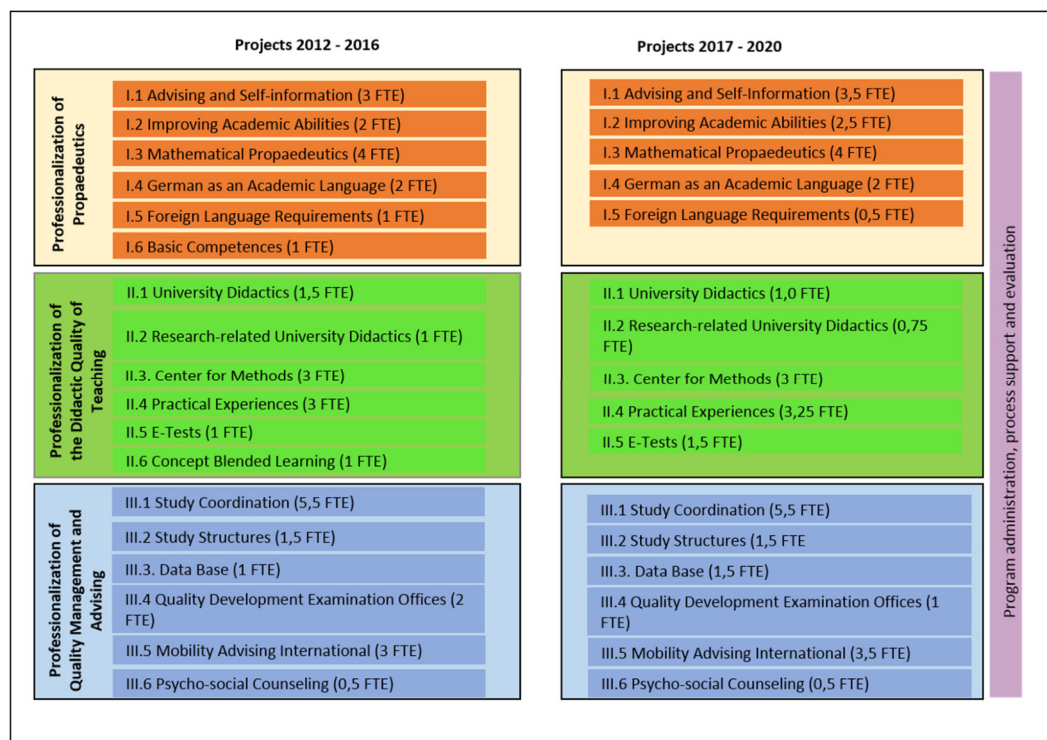 Projects 2012 - 2016
Professionalization of
Propaedeutics
I.1 Advising and Self-information (3 FTE)
I.2 Improving Academic Abilities (2 FTE)
I.3 Mathematical Propaedeutics (4 FTE)
I.4 German as an Academic Language (2 FTE)
I.5 Foreign Language Requirements (1 FTE)
I.6 Basic Competences (1 FTE)
Professionalization of
the Didactic Quality of
Teaching
II.1 University Didactics (1,5 FTE)
II.2 Research-related University Didactics (1 FTE)
II.3. Center for Methods (3 FTE)
II.4 Practical Experiences (3 FTE)
II.5 E-Tests (1 FTE)
II.6 Concept Blended Learning (1 FTE)
Professionalization of
Quality Management and
Advising
III.1 Study Coordination (5,5 FTE)
III.2 Study Structures (1,5 FTE)
III.3. Data Base (1 FTE)
III.4 Quality Development Examination Offices (2
FTE)
III.5 Mobility Advising International (3 FTE)
III.6 Psycho-social Counseling (0,5 FTE)
Projects 2017 - 2020
I.1 Advising and Self-Information (3,5 FTE)
I.2 Improving Academic Abilities (2,5 FTE)
I.3 Mathematical Propaedeutics (4 FTE)
I.4 German as an Academic Language (2 FTE)
I.5 Foreign Language Requirements (0,5 FTE)
II.1 University Didactics (1,0 FTE)
II.2 Research-related University Didactics (0,75
FTE)
II.3. Center for Methods (3 FTE)
II.4 Practical Experiences (3,25 FTE)
II.5 E-Tests (1,5 FTE)
III.1 Study Coordination (5,5 FTE)
III.2 Study Structures (1,5 FTE
III.3. Data Base (1,5 FTE)
III.4 Quality Development Examination Offices (1
FTE)
III.5 Mobility Advising International (3,5 FTE)
III.6 Psycho-social Counseling (0,5 FTE)
Program administration, process support and evaluation